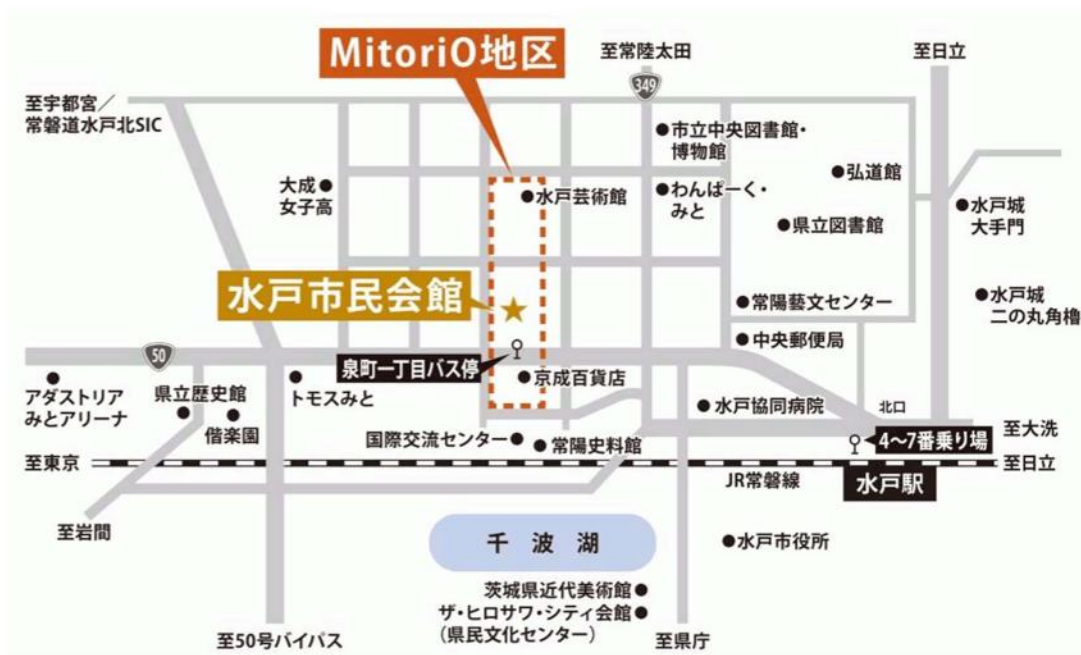 MitoriO地区
至常陸太田
至日立
349
至宇都宮／
常磐道水戸北SIC
市立中央図書館・
博物館
弘道館
大成
女子高
水戸芸術館
わんぱーく・
みと
県立図書館
水戸城
大手門
水戸市民会館
常陽藝文センター
水戸城
二の丸角櫓
50
泉町一丁目バス停
中央郵便局
アダストリア
みとアリーナ
県立歴史館
偕楽園
トモスみと
京成百貨店
水戸協同病院
北口
国際交流センター
常陽史料館
4～7番乗り場
至大洗
至東京
至日立
JR常磐線
水戸駅
至岩間
千波湖
水戸市役所
茨城県近代美術館
ザ・ヒロサワ・シティ会館
（県民文化センター）
至50号バイパス
至県庁